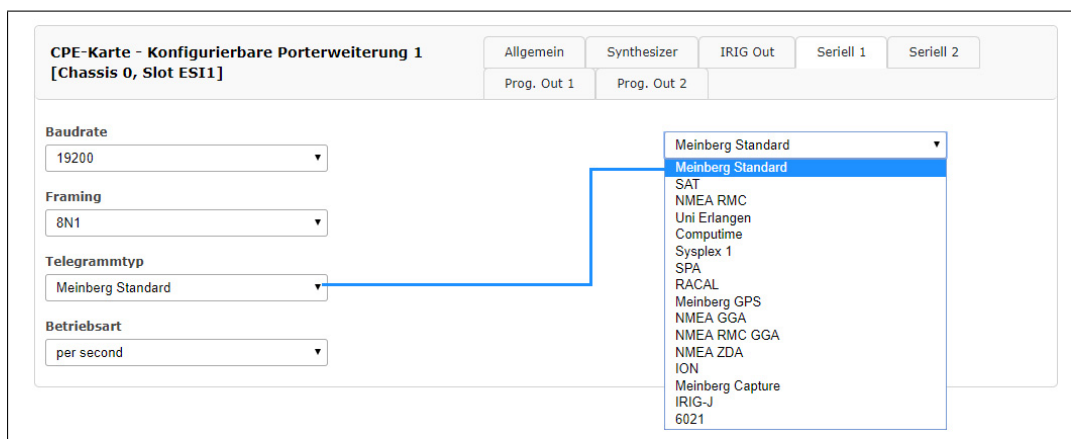 CPE-Karte - Konfigurierbare Porterweiterung 1
[Chassis 0, Slot ESI1]
Allgemein
Synthesizer
IRIG Out
Seriell 1
Seriell 2
Prog. Out 1
Prog. Out 2
Baudrate
19200
Framing
8N1
Telegrammtyp
Meinberg Standard
Betriebsart
per second
Meinberg Standard
Meinberg Standard
SAT
NMEA RMC
Uni Erlangen
Computime
Sysplex 1
SPA
RACAL
Meinberg GPS
NMEA GGA
NMEA RMC GGA
NMEA ZDA
ION
Meinberg Capture
IRIG-J
6021